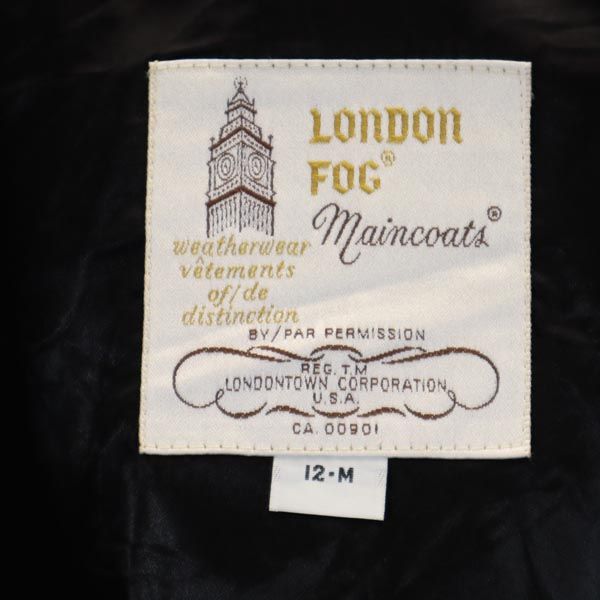 LONDON
FOG®
Maincoats®
weatherwear
vêtements
of/de
distinction
BY/PAR PERMISSION
REG. T.M
LONDONTOWN CORPORATION
U.S.A.
CA. 00901
12-M